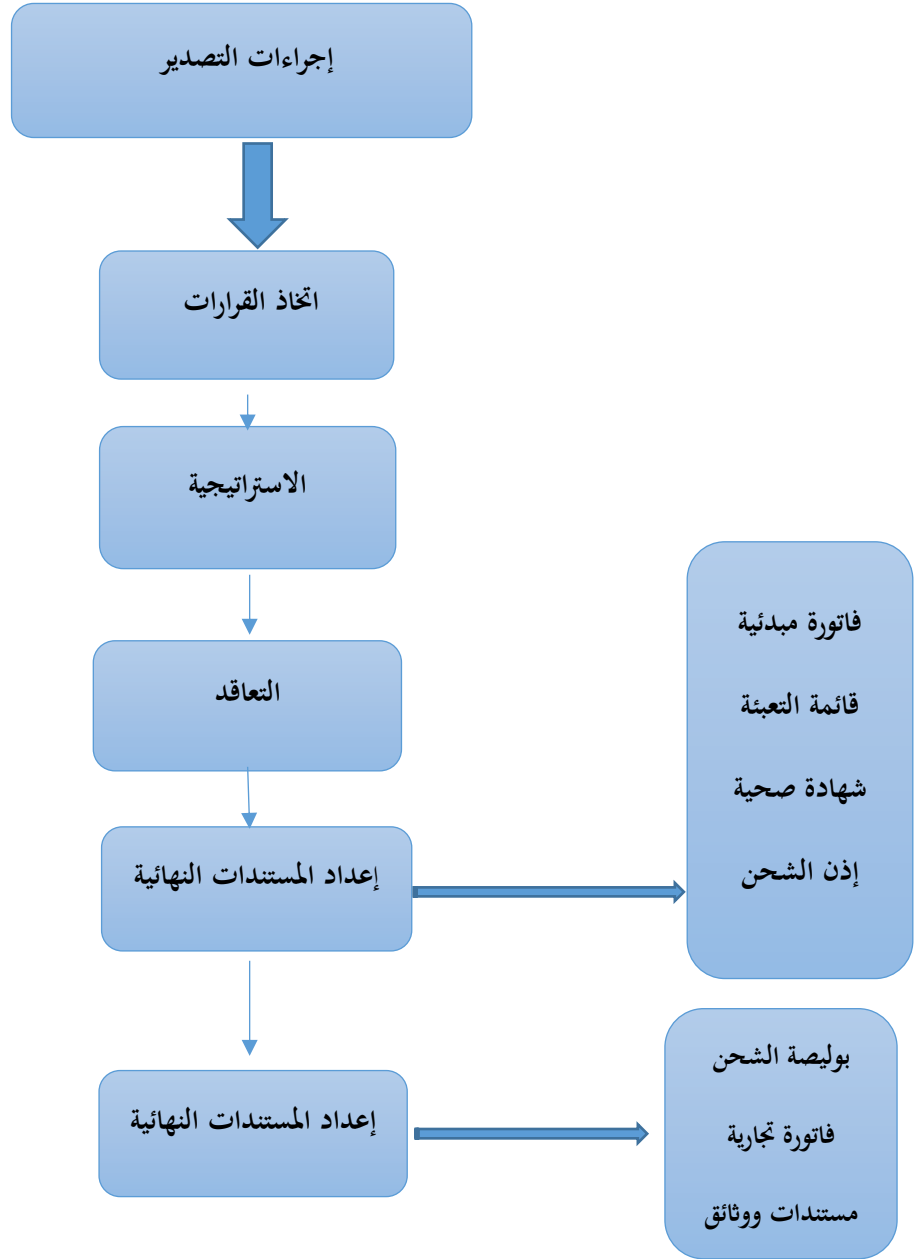 إجراءات التصدير
اتخاذ القرارات
الاستراتيجية
التعاقد
إعداد المستندات النهائية
فاتورة مبدئية
قائمة التعبئة
شهادة صحية
إذن الشحن
إعداد المستندات النهائية
بوليصة الشحن
فاتورة تجارية
مستندات ووثائق